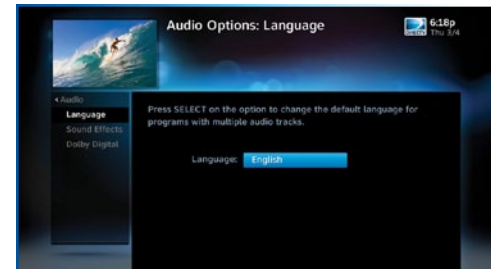 Audio Options: Language
DIRECTV
6:18p
Thu 3/4
Audio
Language
Sound Effects
Dolby Digital
Press SELECT on the option to change the default language for
programs with multiple audio tracks.
Language: English